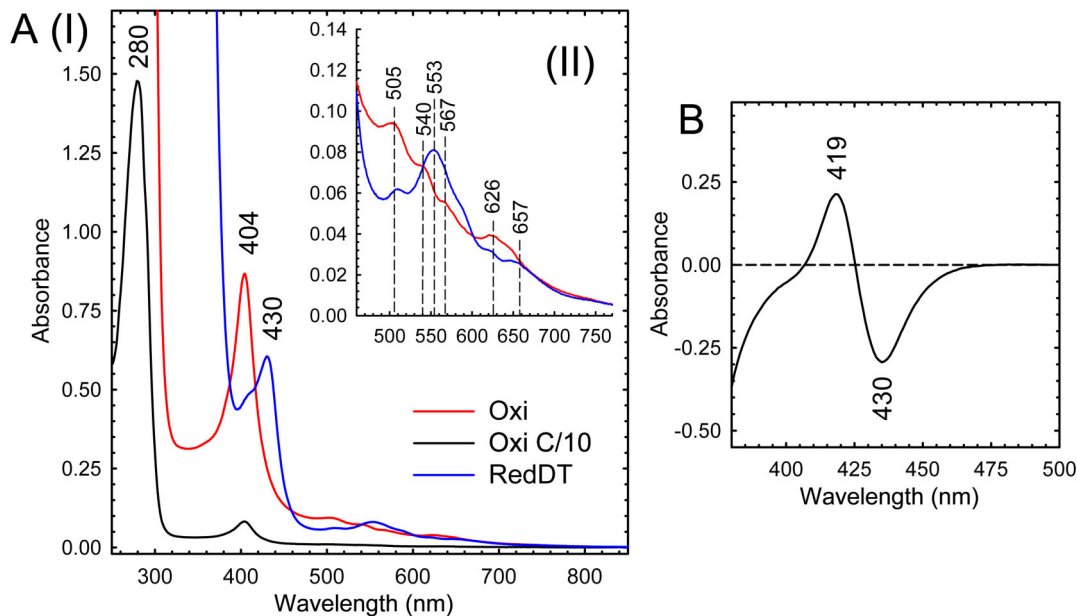 A (I)
280
404
430
1.50
1.25
1.00
0.75
0.50
0.25
0.00
Absorbance
300 400 500 600 700 800
Wavelength (nm)
Oxi
Oxi C/10
RedDT
(II)
0.14
0.12
0.10
0.08
0.06
0.04
0.02
0.00
505
540
553
567
626
657
500 550 600 650 700 750
B
419
430
0.25
0.00
-0.25
-0.50
Absorbance
400 425 450 475 500
Wavelength (nm)